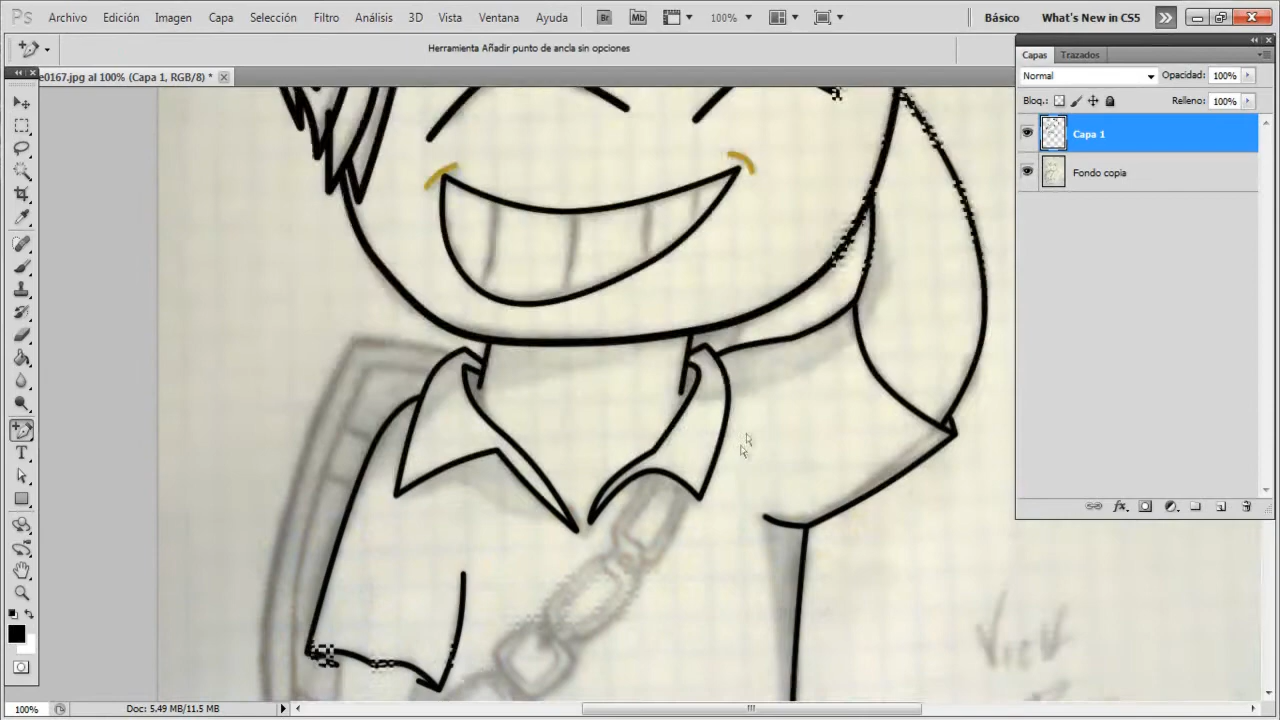 Ps Archivo Edición Imagen Capa Selección Filtro Análisis 3D Vista Ventana Ayuda Br Mb 100% Básico What's New in CS5
Herramienta Añadir punto de ancla sin opciones
e0167.jpg al 100% (Capa 1, RGB/8) *
Capas Trazados
Normal Opacidad: 100%
Bloq.: Relleno: 100%
Capa 1
Fondo copia
T
VieW
100% Doc: 5.49 MB/11.5 MB